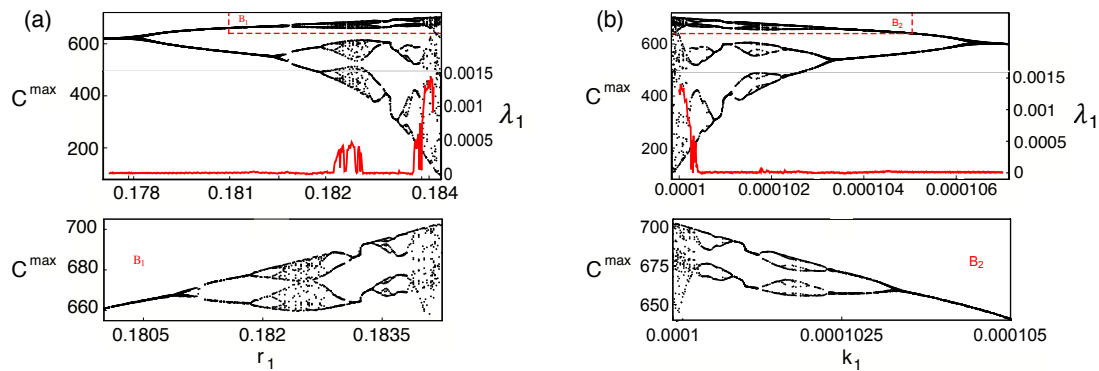 (a)
B₁
600
400
200
C^max
0.0015
0.001
0.0005
0
λ₁
0.178 0.181 0.182 0.184
(b)
B₂
600
400
200
C^max
0.0015
0.001
0.0005
0
λ₁
0.0001 0.000102 0.000104 0.000106
700
680
660
C^max
B₁
0.1805 0.182 0.1835
r₁
700
675
650
C^max
B₂
0.0001 0.0001025 0.000105
k₁